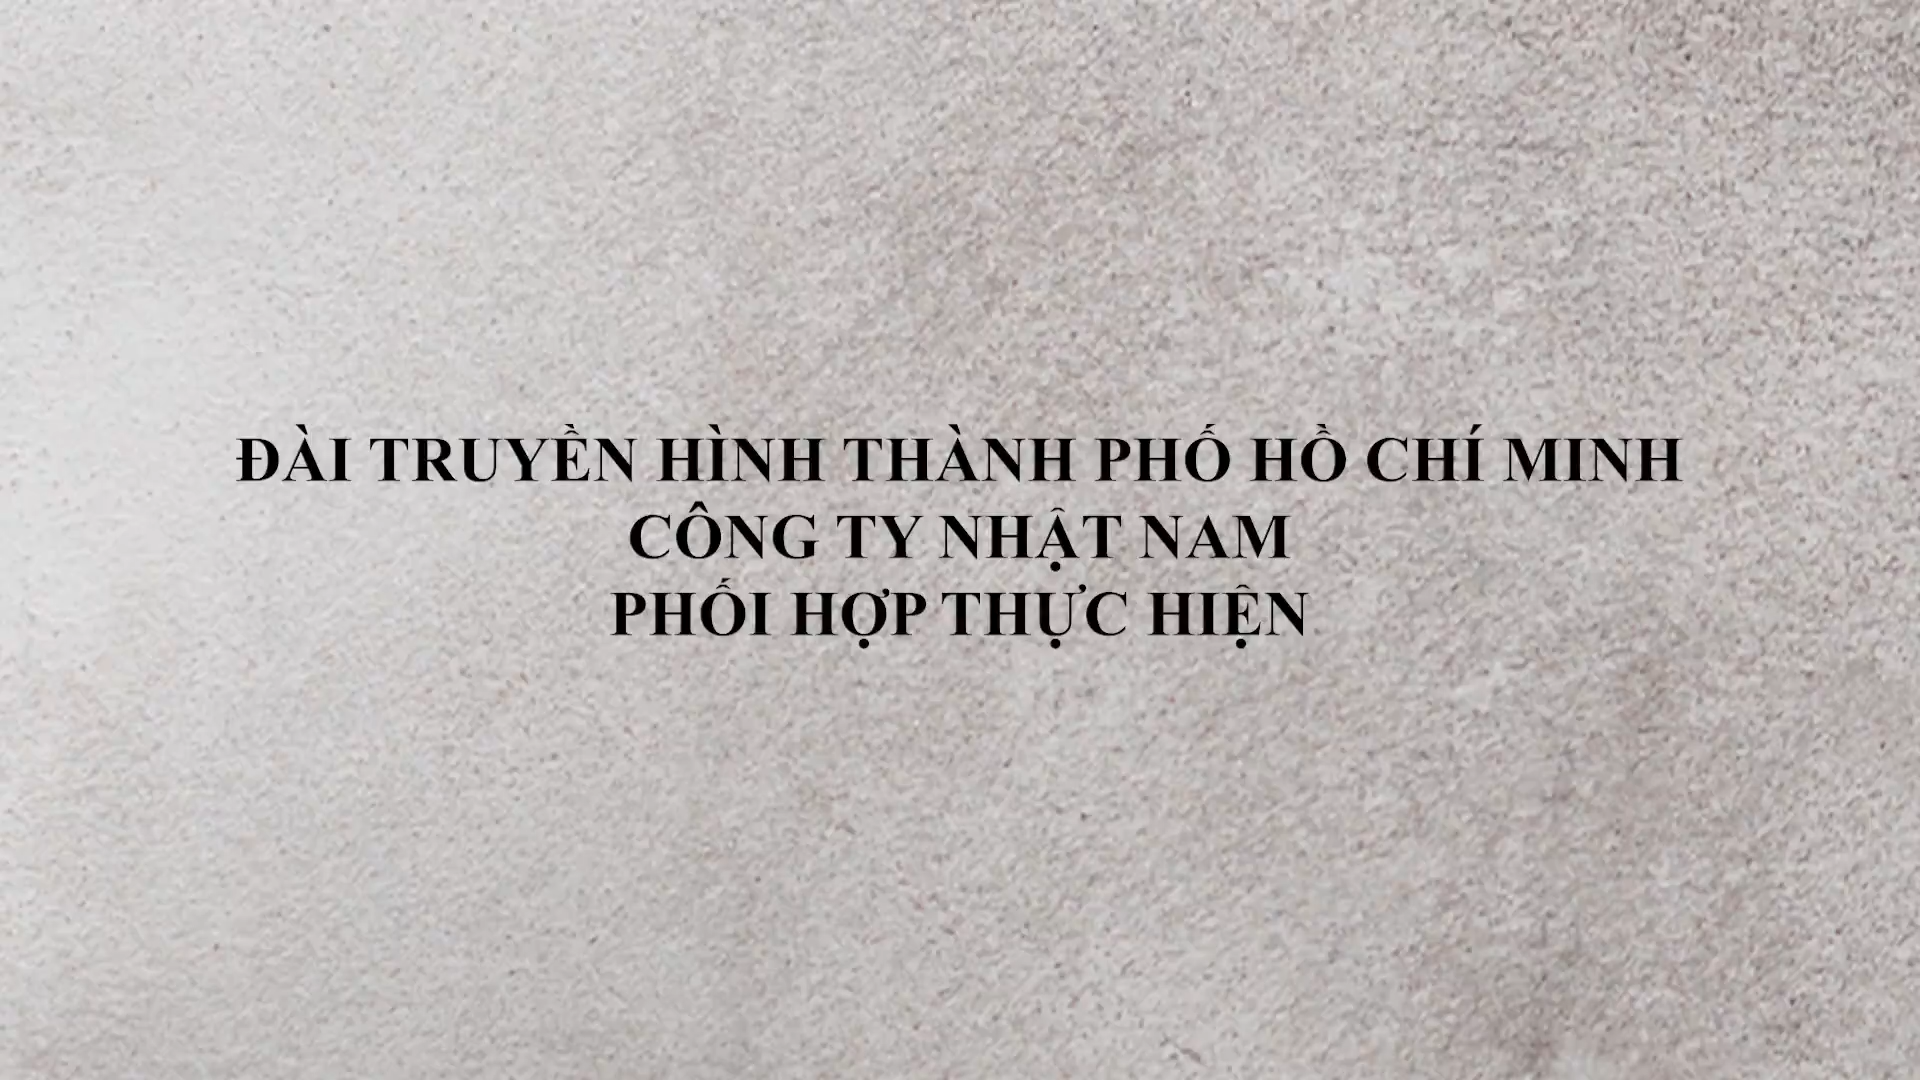 ĐÀI TRUYỀN HÌNH THÀNH PHỐ HỒ CHÍ MINH
CÔNG TY NHẬT NAM
PHỐI HỢP THỰC HIỆN